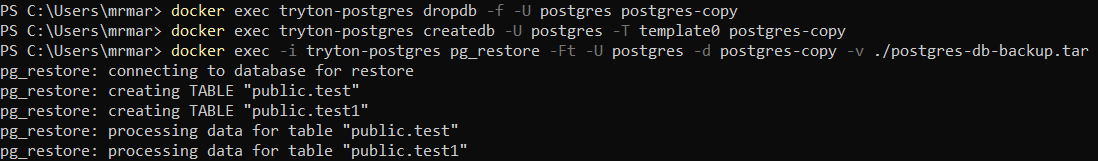 PS C:\Users\mrmar> docker exec tryton-postgres dropdb -f -U postgres postgres-copy
PS C:\Users\mrmar> docker exec tryton-postgres createdb -U postgres -T template0 postgres-copy
PS C:\Users\mrmar> docker exec -i tryton-postgres pg_restore -Ft -U postgres -d postgres-copy -v ./postgres-db-backup.tar
pg_restore: connecting to database for restore
pg_restore: creating TABLE "public.test"
pg_restore: creating TABLE "public.test1"
pg_restore: processing data for table "public.test"
pg_restore: processing data for table "public.test1"